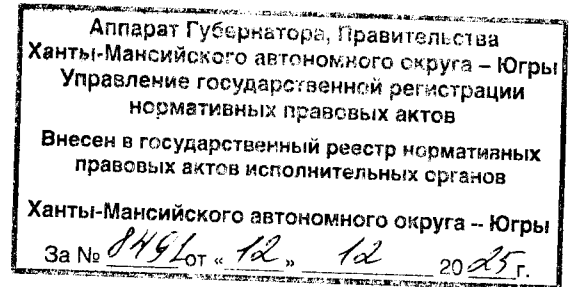 Аппарат Губернатора, Правительства
Ханты-Мансийского автономного округа – Югры
Управление государственной регистрации
нормативных правовых актов
Внесен в государственный реестр нормативных
правовых актов исполнительных органов
Ханты-Мансийского автономного округа – Югры
За № 8491 от « 12 » 12 2025 г.